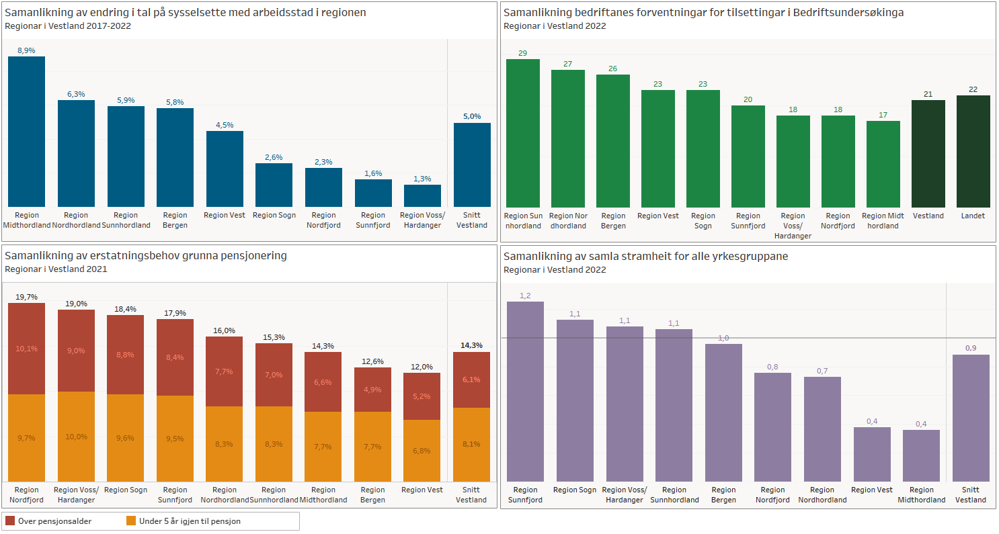 Samanlikning av endring i tal på sysselsette med arbeidsstad i regionen
Regionar i Vestland 2017-2022
8,9%
6,3%
5,9%
5,8%
4,5%
2,6%
2,3%
1,6%
1,3%
5,0%
Region Midthordland
Region Nordhordland
Region Sunnhordland
Region Bergen
Region Vest
Region Sogn
Region Nordfjord
Region Sunnfjord
Region Voss/ Hardanger
Snitt Vestland
Samanlikning bedriftanes forventningar for tilsettingar i Bedriftsundersøkinga
Regionar i Vestland 2022
29
27
26
23
23
20
18
18
17
21
22
Region Sun nhordland
Region Nor dhordland
Region Bergen
Region Vest
Region Sogn
Region Sunnfjord
Region Voss/ Hardanger
Region Nordfjord
Region Midt hordland
Vestland
Landet
Samanlikning av erstatningsbehov grunna pensjonering
Regionar i Vestland 2021
19,7%
19,0%
18,4%
17,9%
16,0%
15,3%
14,3%
12,6%
12,0%
14,3%
10,1%
9,0%
8,8%
8,4%
7,7%
7,0%
6,6%
4,9%
5,2%
6,1%
9,7%
10,0%
9,6%
9,5%
8,3%
8,3%
7,7%
7,7%
6,8%
8,1%
Region Nordfjord
Region Voss/ Hardanger
Region Sogn
Region Sunnfjord
Region Nordhordland
Region Sunnhordland
Region Midthordland
Region Bergen
Region Vest
Snitt Vestland
Over pensjonsalder
Under 5 år igjen til pensjon
Samanlikning av samla stramheit for alle yrkesgruppane
Regionar i Vestland 2022
1,2
1,1
1,1
1,1
1,0
0,8
0,7
0,4
0,4
0,9
Region Sunnfjord
Region Sogn
Region Voss/ Hardanger
Region Sunnhordland
Region Bergen
Region Nordfjord
Region Nordhordland
Region Vest
Region Midthordland
Snitt Vestland